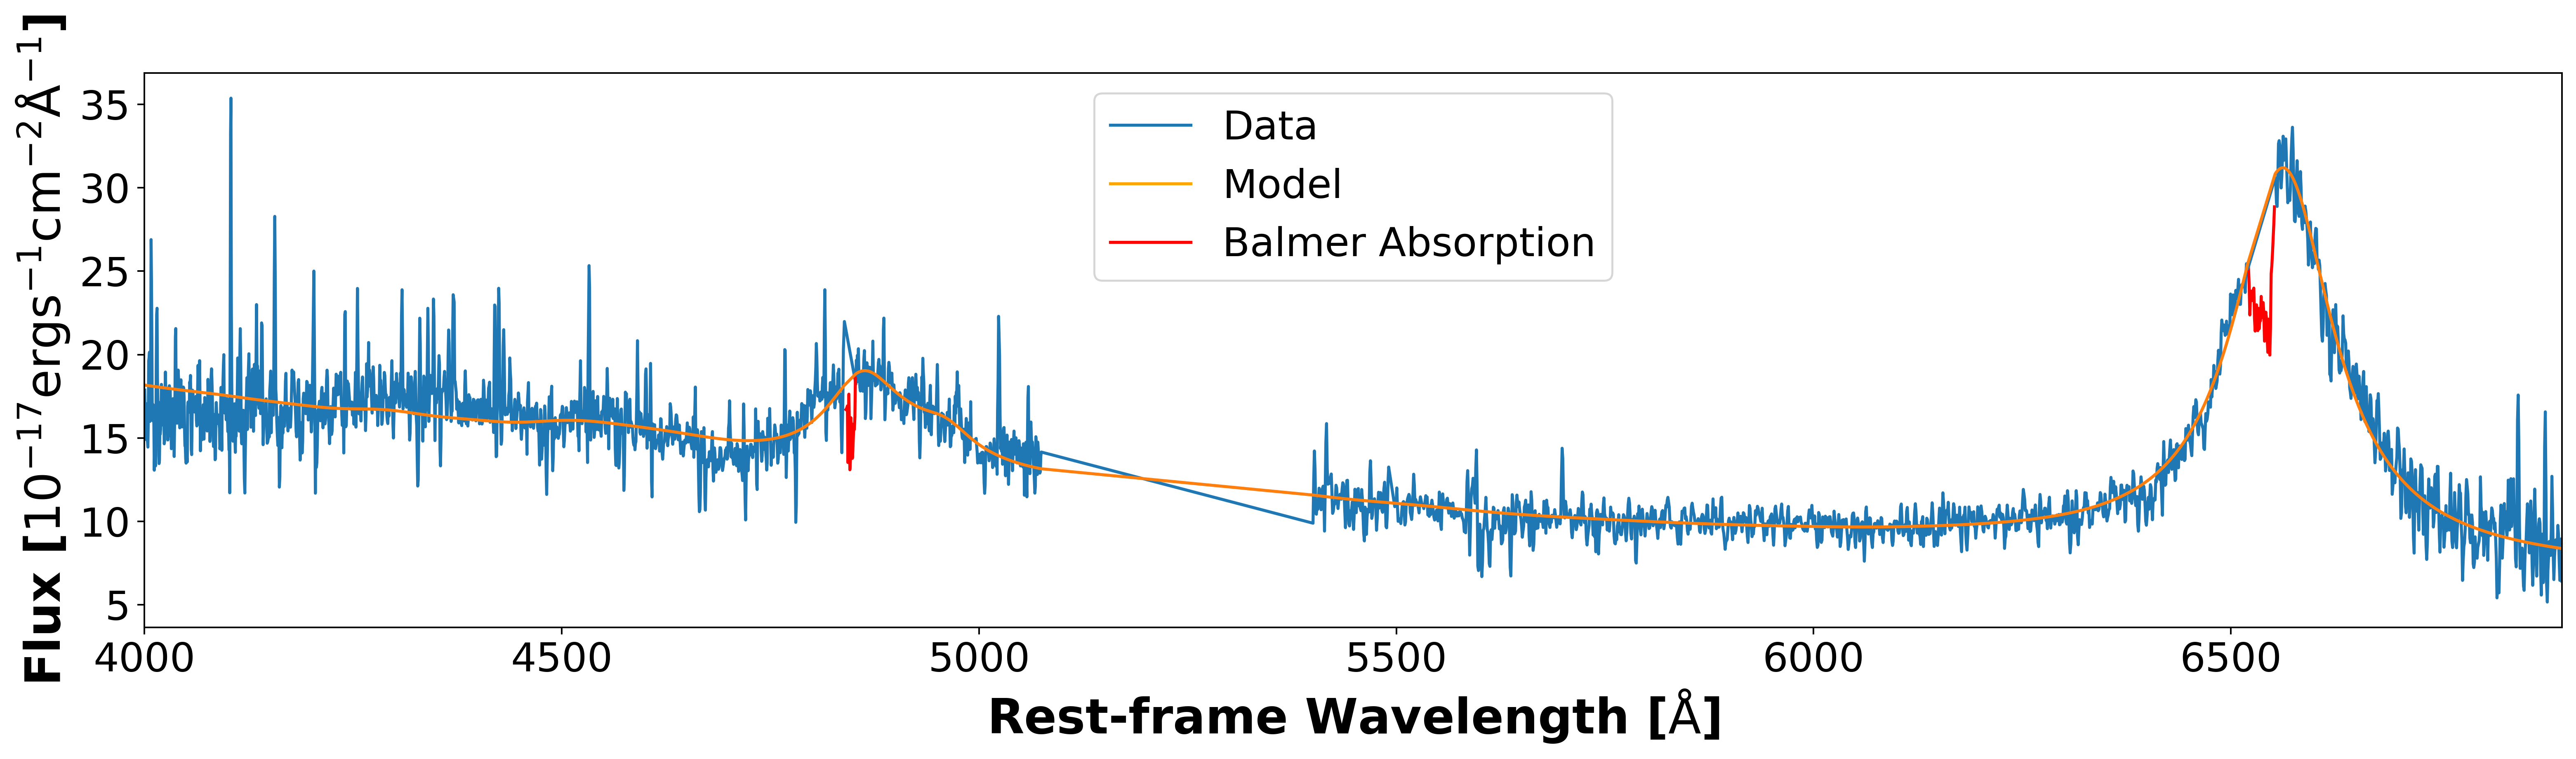 Flux [10⁻¹⁷ergs⁻¹cm⁻²Å⁻¹]
35
30
25
20
15
10
5
Data
Model
Balmer Absorption
4000 4500 5000 5500 6000 6500
Rest-frame Wavelength [Å]